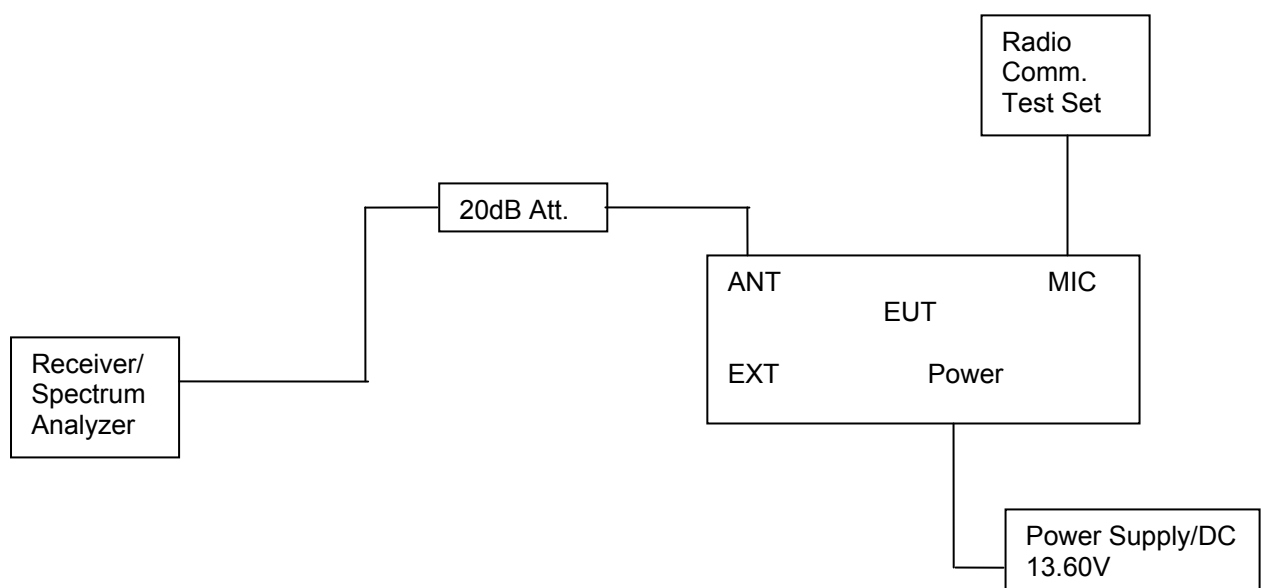 Radio
Comm.
Test Set
20dB Att.
ANT
MIC
EUT
Receiver/
Spectrum
Analyzer
EXT
Power
Power Supply/DC
13.60V